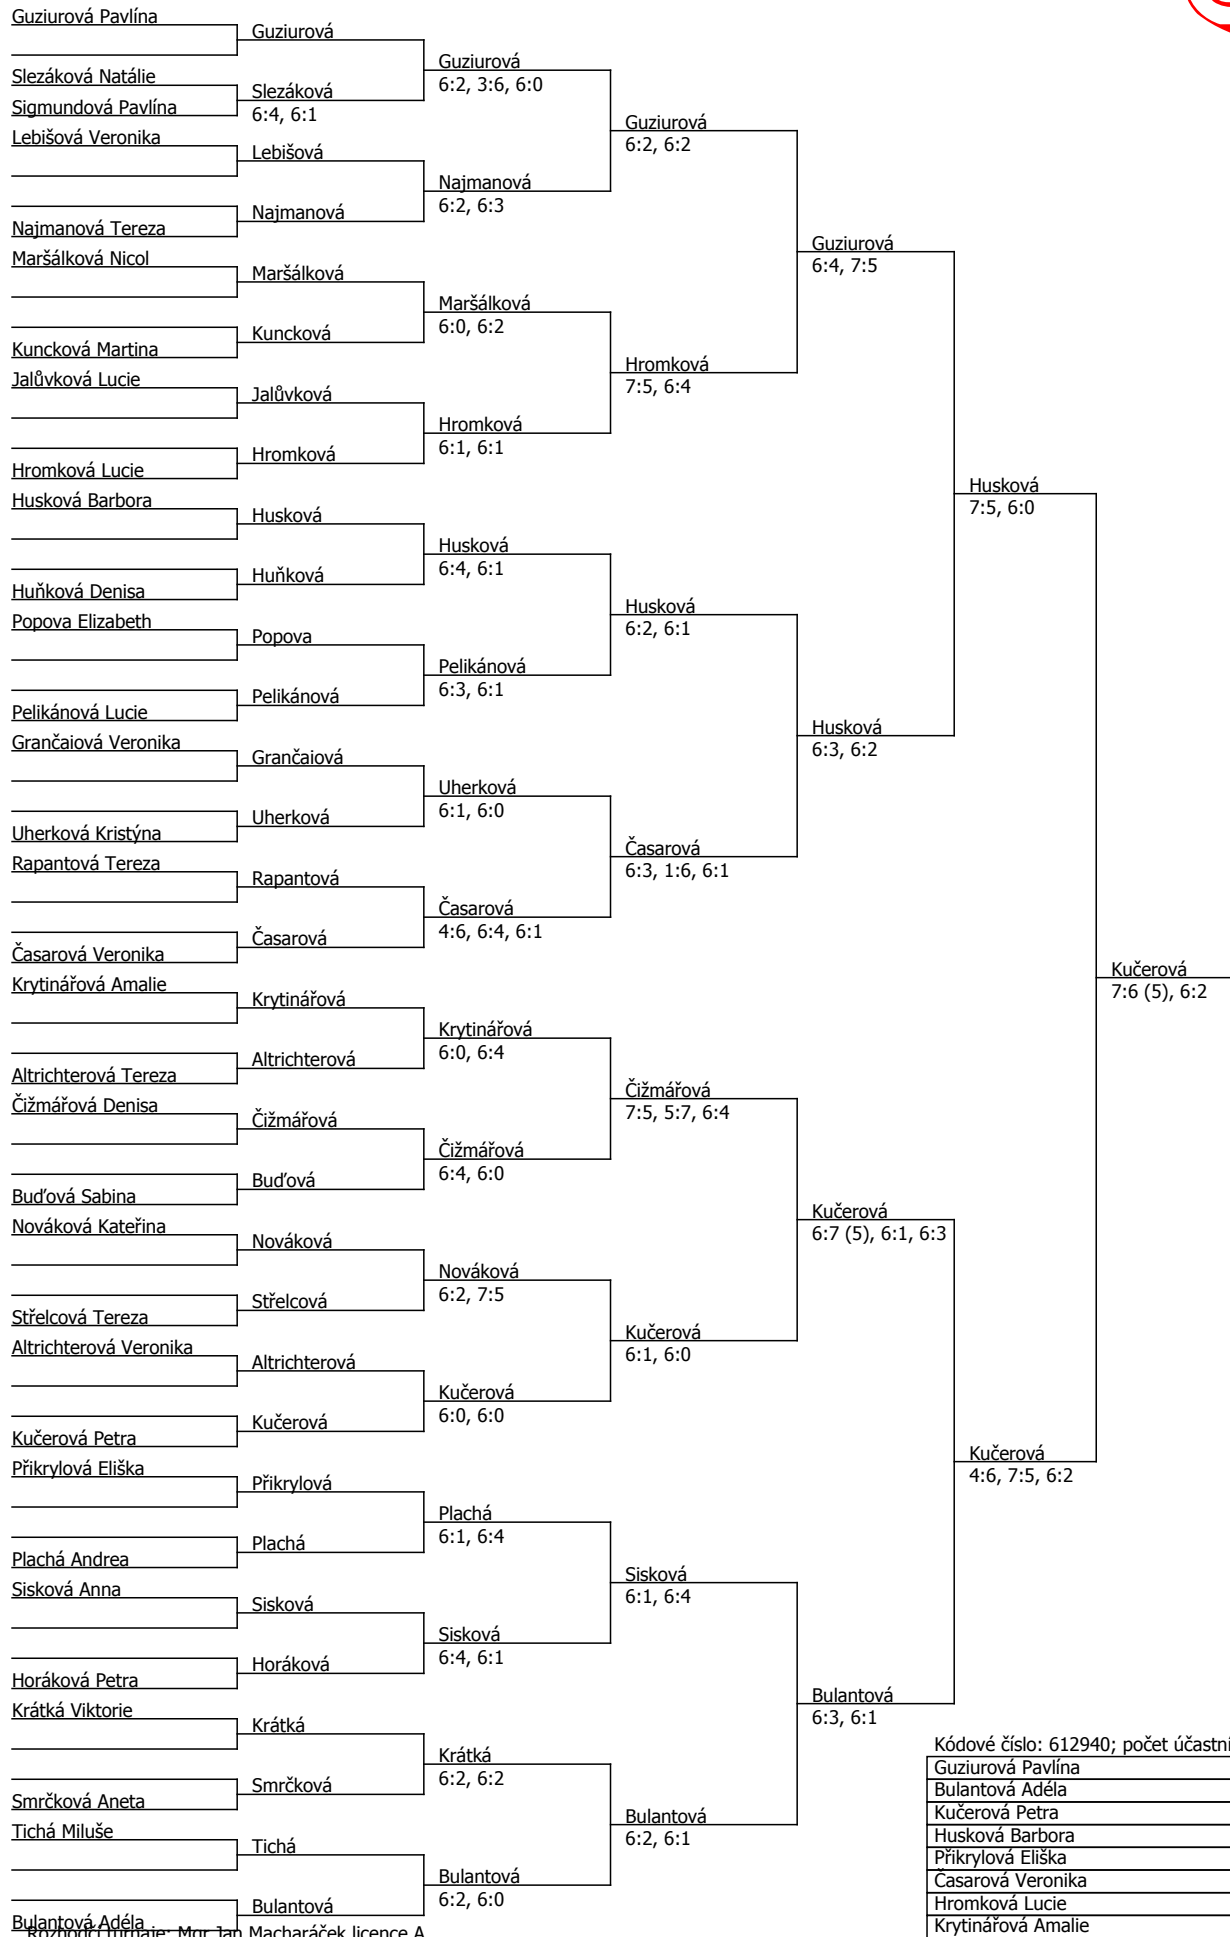 Guziurová Pavlína
Slezáková Natálie
Sigmundová Pavlína
Lebišová Veronika
Najmanová Tereza
Maršálková Nicol
Kuncková Martina
Jalůvková Lucie
Hromková Lucie
Husková Barbora
Huňková Denisa
Popova Elizabeth
Pelikánová Lucie
Grančaiová Veronika
Uherková Kristýna
Rapantová Tereza
Časarová Veronika
Krytinářová Amalie
Altrichterová Tereza
Čižmářová Denisa
Buďová Sabina
Nováková Kateřina
Střelcová Tereza
Altrichterová Veronika
Kučerová Petra
Přikrylová Eliška
Plachá Andrea
Sisková Anna
Horáková Petra
Krátká Viktorie
Smrčková Aneta
Tichá Miluše
Bulantová Adéla
Rozhodčí turnaje: Mgr.Jan Macharáček licence A
Guziurová
Slezáková
6:4, 6:1
Lebišová
Najmanová
Maršálková
Kuncková
Jalůvková
Hromková
Husková
Huňková
Popova
Pelikánová
Grančaiová
Uherková
Rapantová
Časarová
Krytinářová
Altrichterová
Čižmářová
Buďová
Nováková
Střelcová
Altrichterová
Kučerová
Přikrylová
Plachá
Sisková
Horáková
Krátká
Smrčková
Tichá
Bulantová
Guziurová
6:2, 3:6, 6:0
Najmanová
6:2, 6:3
Maršálková
6:0, 6:2
Hromková
6:1, 6:1
Husková
6:4, 6:1
Pelikánová
6:3, 6:1
Uherková
6:1, 6:0
Časarová
4:6, 6:4, 6:1
Krytinářová
6:0, 6:4
Čižmářová
6:4, 6:0
Nováková
6:2, 7:5
Kučerová
6:0, 6:0
Plachá
6:1, 6:4
Sisková
6:4, 6:1
Krátká
6:2, 6:2
Bulantová
6:2, 6:0
Guziurová
6:2, 6:2
Hromková
7:5, 6:4
Husková
6:2, 6:1
Časarová
6:3, 1:6, 6:1
Čižmářová
7:5, 5:7, 6:4
Kučerová
6:1, 6:0
Sisková
6:1, 6:4
Bulantová
6:2, 6:1
Guziurová
6:4, 7:5
Husková
6:3, 6:2
Kučerová
6:7 (5), 6:1, 6:3
Bulantová
6:3, 6:1
Husková
7:5, 6:0
Kučerová
4:6, 7:5, 6:2
Kučerová
7:6 (5), 6:2
Kódové číslo: 612940; počet účastní
Guziurová Pavlína
Bulantová Adéla
Kučerová Petra
Husková Barbora
Přikrylová Eliška
Časarová Veronika
Hromková Lucie
Krytinářová Amalie